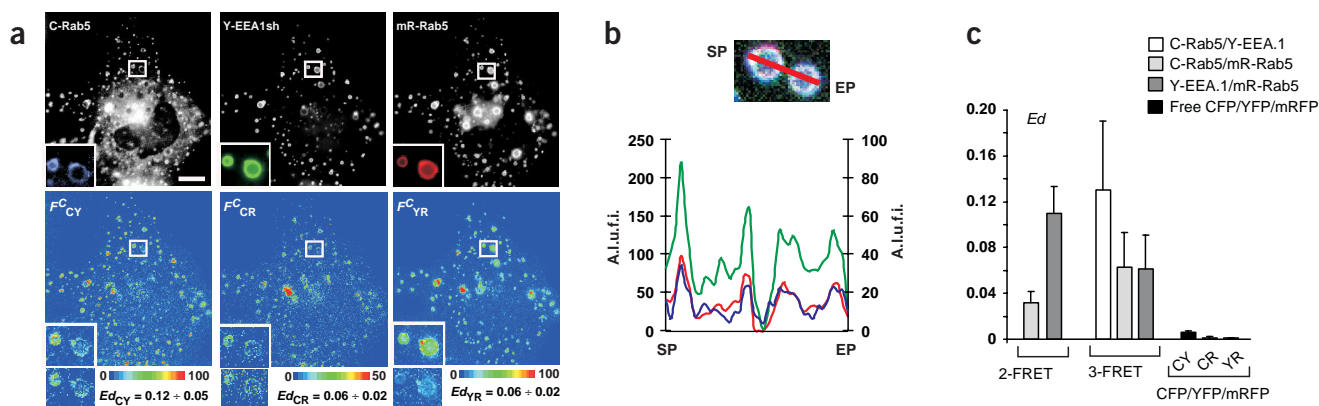 a
C-Rab5
Y-EEA1sh
mR-Rab5
F^C_CY
F^C_CR
F^C_YR
0 100
0 50
0 100
Ed_CY = 0.12 ÷ 0.05
Ed_CR = 0.06 ÷ 0.02
Ed_YR = 0.06 ÷ 0.02
b
SP
EP
A.I.u.f.i.
250
200
150
100
50
0
100
80
60
40
20
0
A.I.u.f.i.
SP
EP
c
C-Rab5/Y-EEA.1
C-Rab5/mR-Rab5
Y-EEA.1/mR-Rab5
Free CFP/YFP/mRFP
Ed
0.20
0.16
0.12
0.08
0.04
0
2-FRET
3-FRET
CY
CR
YR
CFP/YFP/mRFP